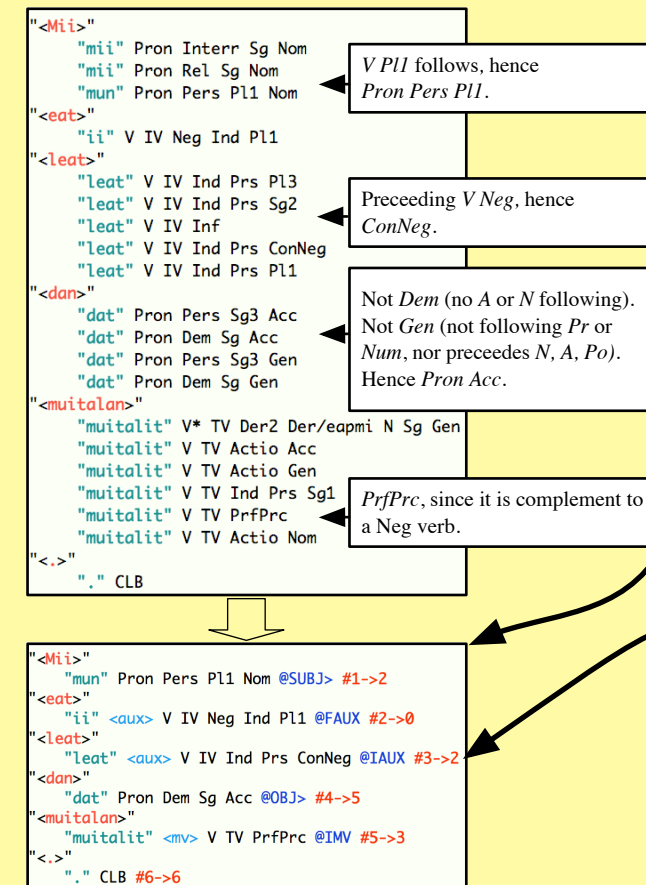 "<Mii>"
"mii" Pron Interr Sg Nom
"mii" Pron Rel Sg Nom
"mun" Pron Pers Pl1 Nom
V Pl1 follows, hence
Pron Pers Pl1.
"<eat>"
"ii" V IV Neg Ind Pl1
"<leat>"
"leat" V IV Ind Prs Pl3
"leat" V IV Ind Prs Sg2
"leat" V IV Inf
"leat" V IV Ind Prs ConNeg
"leat" V IV Ind Prs Pl1
Preceeding V Neg, hence
ConNeg.
"<dan>"
"dat" Pron Pers Sg3 Acc
"dat" Pron Dem Sg Acc
"dat" Pron Pers Sg3 Gen
"dat" Pron Dem Sg Gen
Not Dem (no A or N following).
Not Gen (not following Pr or
Num, nor preceedes N, A, Po).
Hence Pron Acc.
"<muitalan>"
"muitalit" V* TV Der2 Der/eapmi N Sg Gen
"muitalit" V TV Actio Acc
"muitalit" V TV Actio Gen
"muitalit" V TV Ind Prs Sg1
"muitalit" V TV PrfPrc
"muitalit" V TV Actio Nom
PrfPrc, since it is complement to
a Neg verb.
"<.>"
"." CLB
"<Mii>"
"mun" Pron Pers Pl1 Nom @SUBJ> #1->2
"<eat>"
"ii" <aux> V IV Neg Ind Pl1 @FAUX #2->0
"<leat>"
"leat" <aux> V IV Ind Prs ConNeg @IAUX #3->2
"<dan>"
"dat" Pron Dem Sg Acc @OBJ> #4->5
"<muitalan>"
"muitalit" <mv> V TV PrfPrc @IMV #5->3
"<.>"
"." CLB #6->6